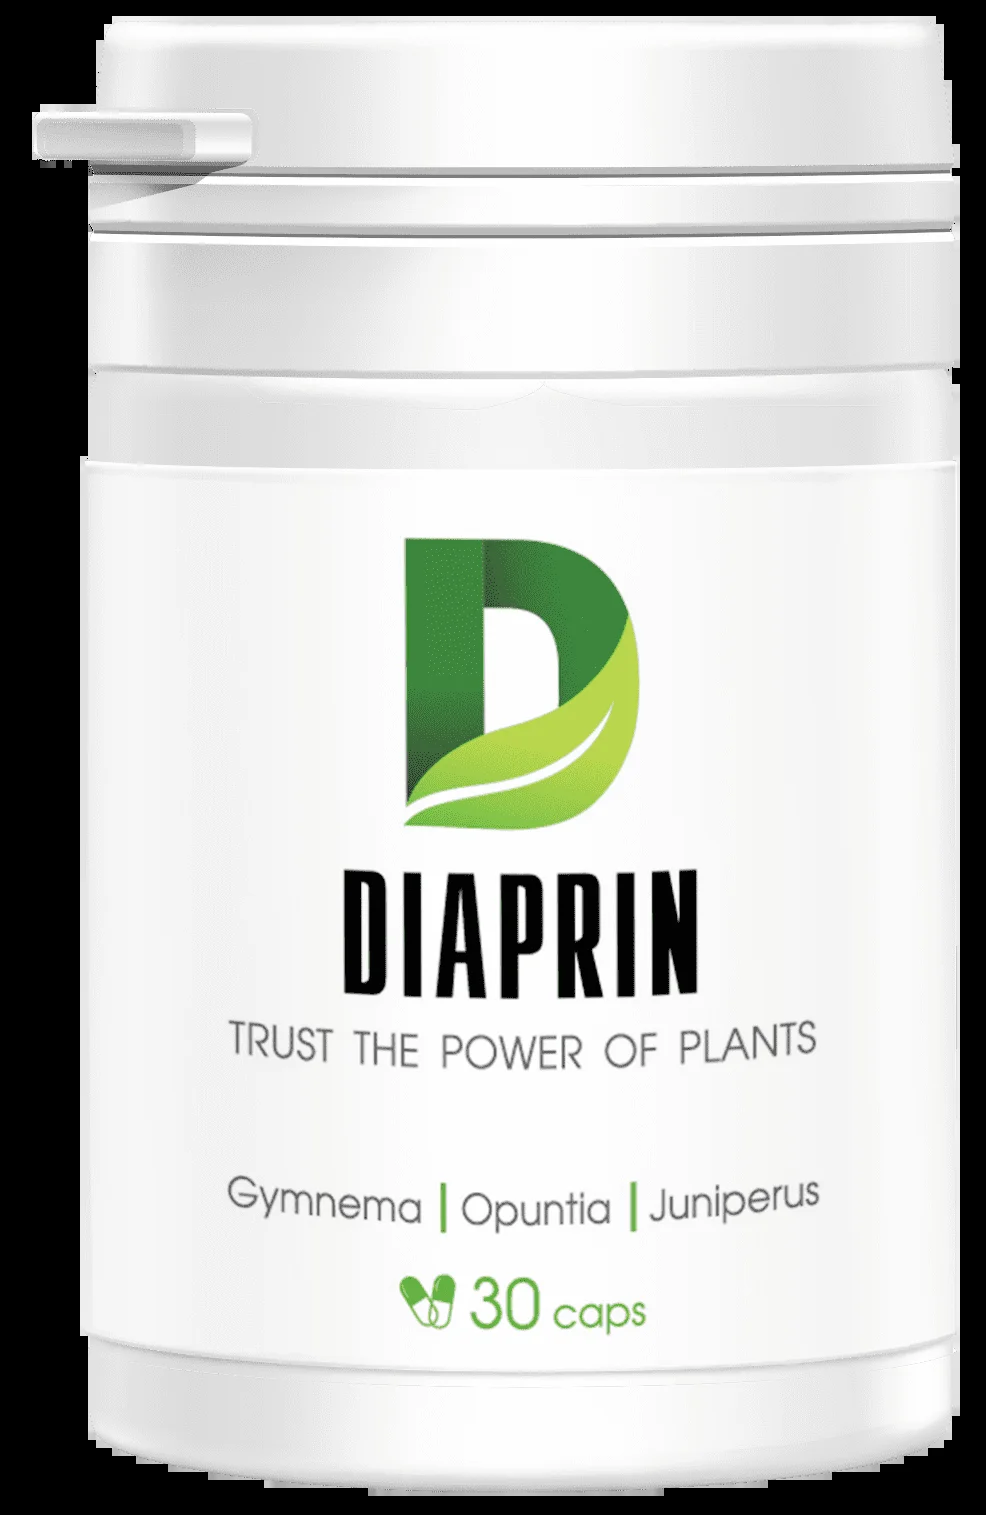 DIAPRIN
TRUST THE POWER OF PLANTS
Gymnema | Opuntia | Juniperus
30 caps